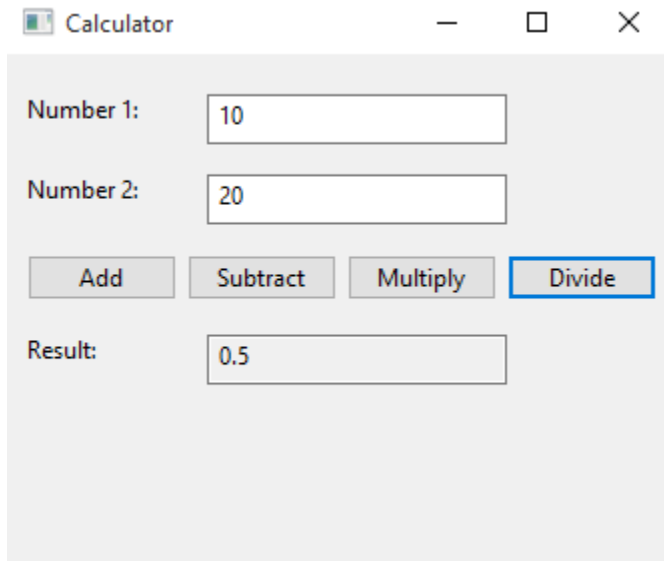 Calculator
Number 1: 10
Number 2: 20
Add Subtract Multiply Divide
Result: 0.5